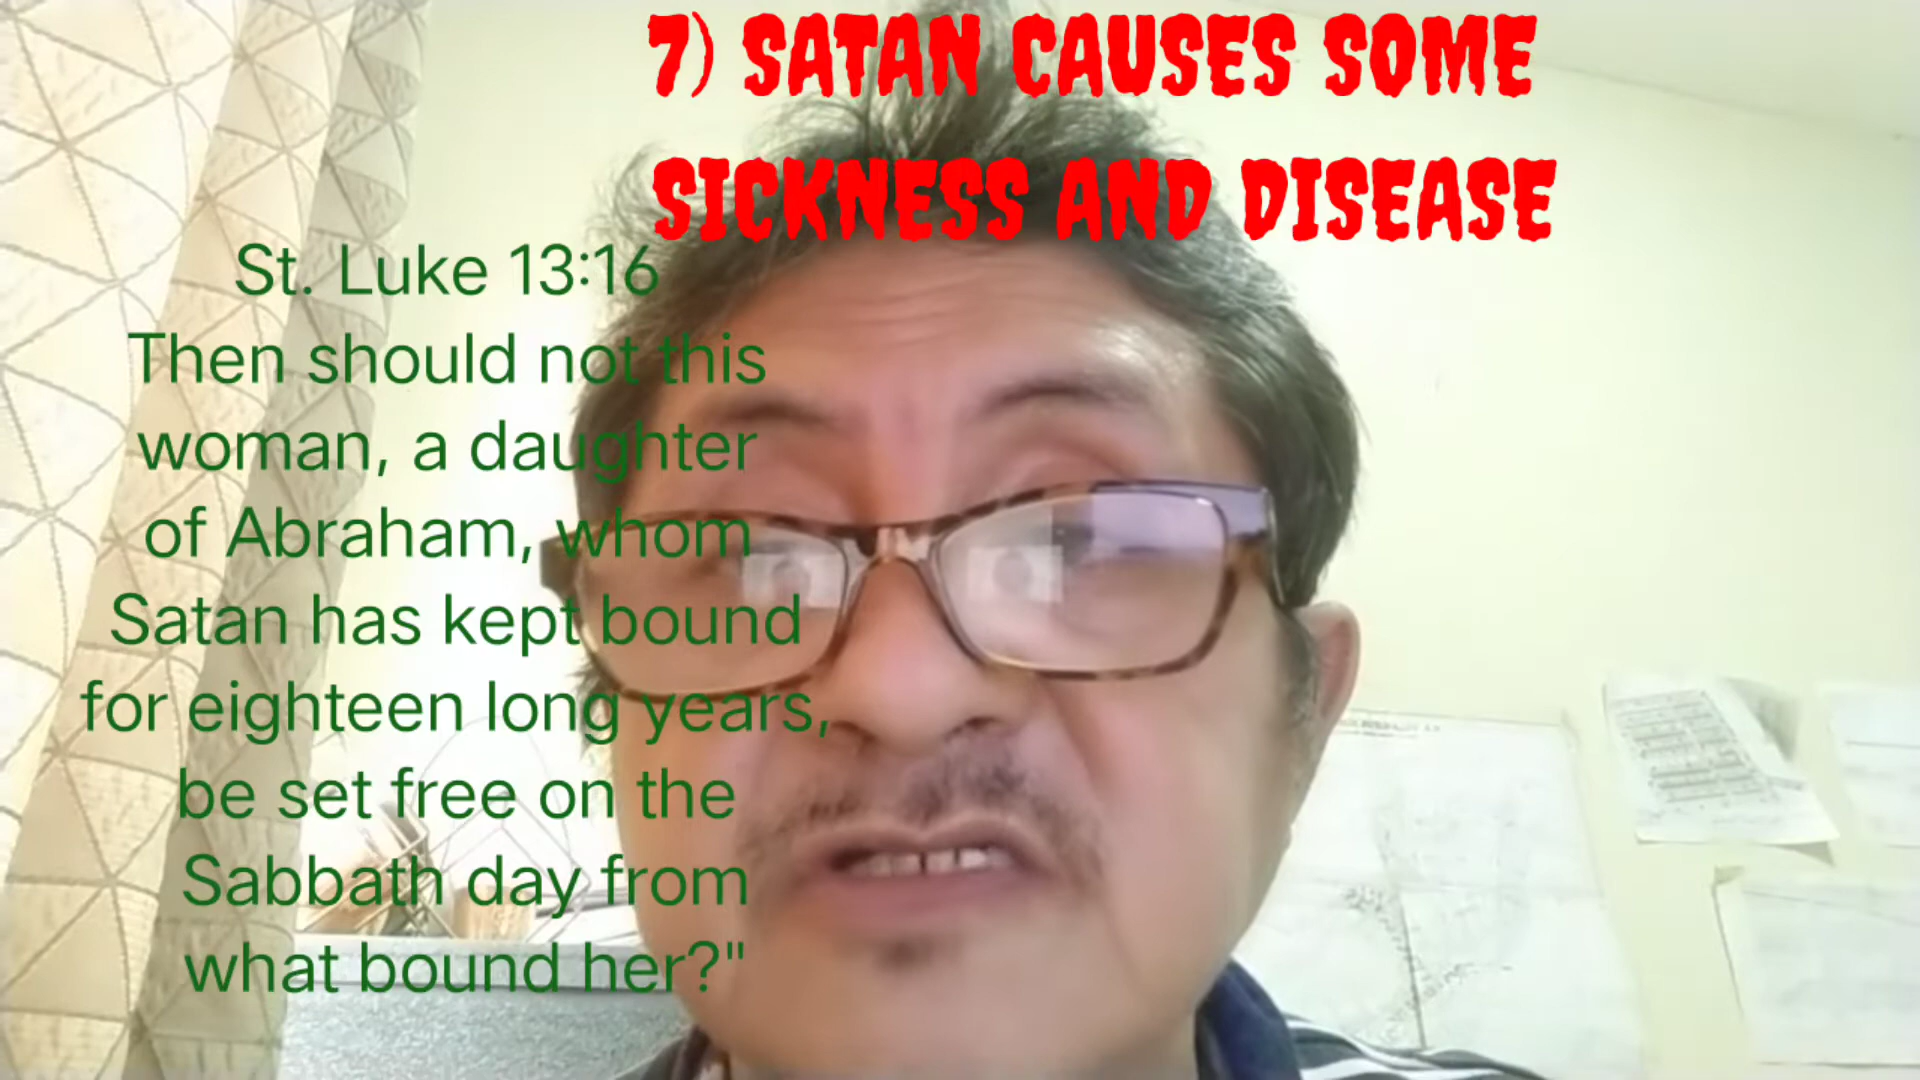 7) SATAN CAUSES SOME
SICKNESS AND DISEASE
St. Luke 13:16
Then should not this
woman, a daughter
of Abraham, whom
Satan has kept bound
for eighteen long years,
be set free on the
Sabbath day from
what bound her?"